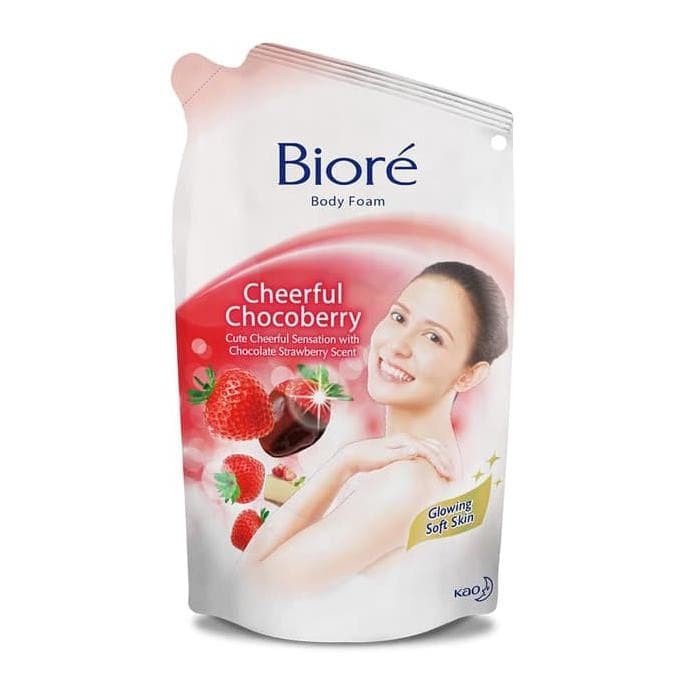 Bioré
Body Foam
Cheerful
Chocoberry
Cute Cheerful Sensation with
Chocolate Strawberry Scent
Glowing
Soft Skin
Kao